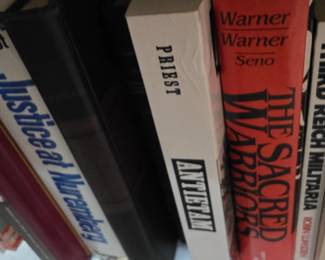 Justice at Nuremberg
PRIEST
ANTIETAM
Warner
Warner
Seno
THE SACRED
WARRIORS
THIRD REICH MILITARIA